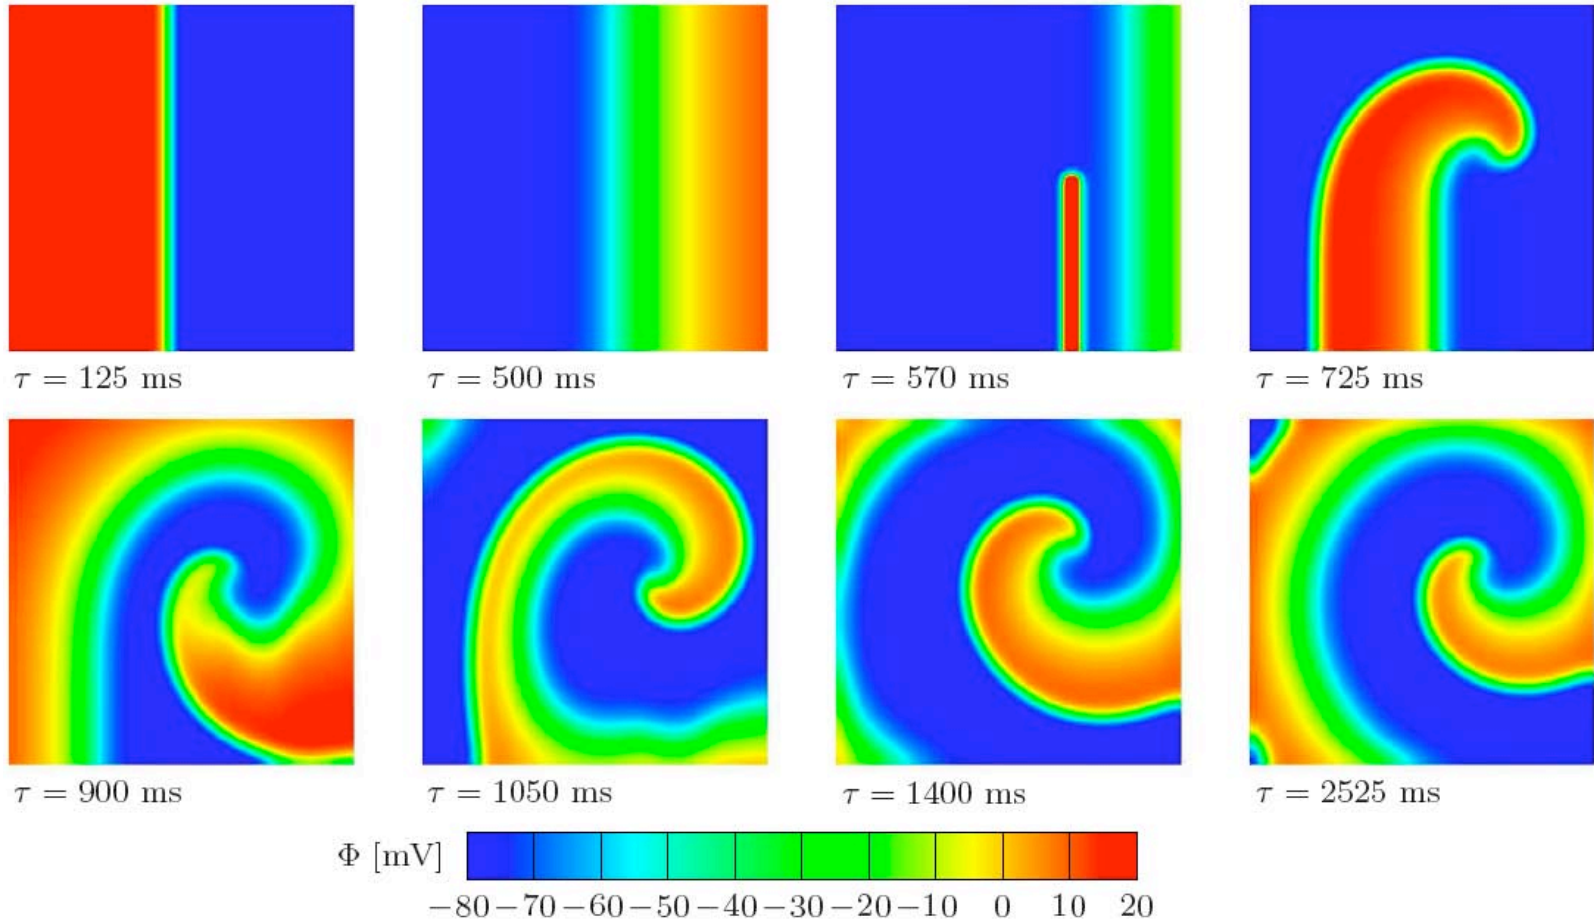 τ = 125 ms
τ = 500 ms
τ = 570 ms
τ = 725 ms
τ = 900 ms
τ = 1050 ms
τ = 1400 ms
τ = 2525 ms
Φ [mV]
−80 −70 −60 −50 −40 −30 −20 −10 0 10 20